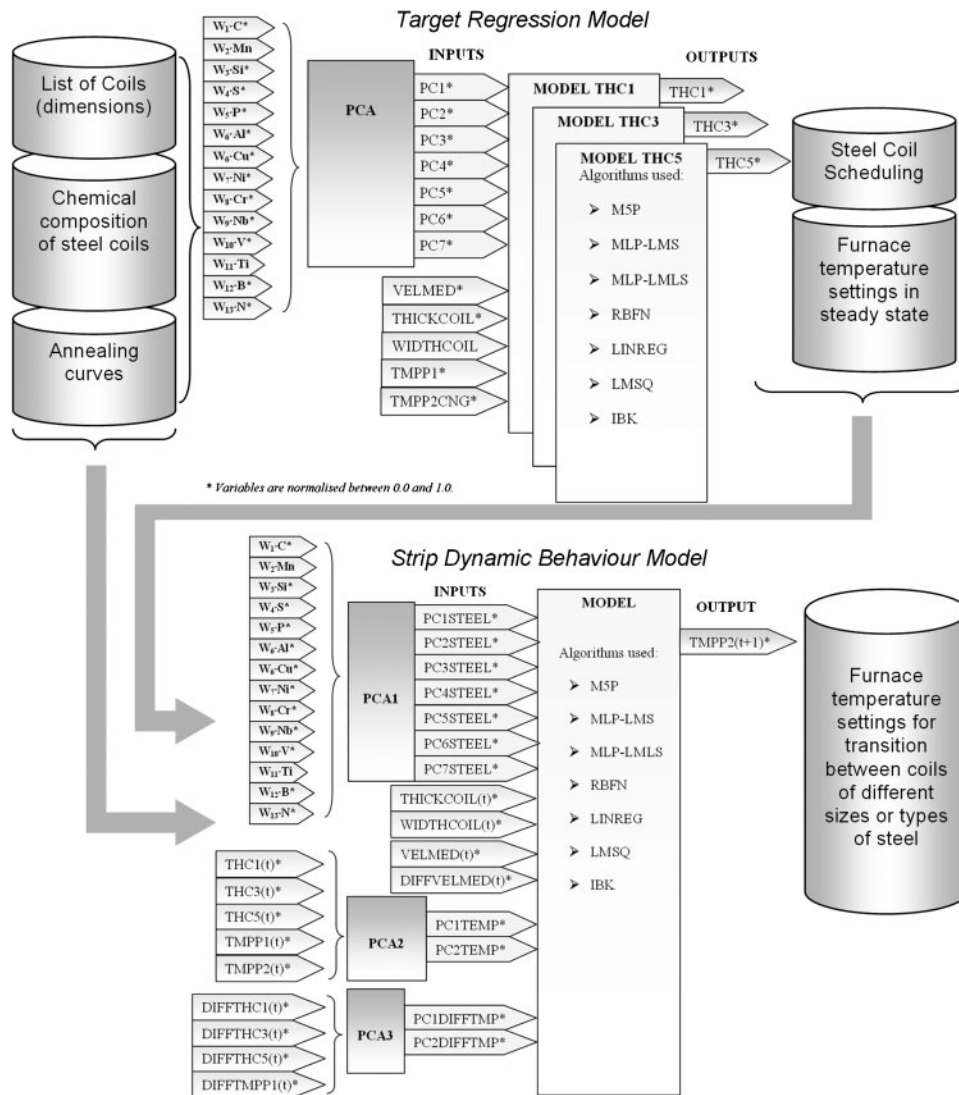 Target Regression Model
List of Coils
(dimensions)
Chemical
composition
of steel coils
Annealing
curves
W₁·C*
W₂·Mn
W₃·Si*
W₄·S*
W₅·P*
W₆·Al*
W₆·Cu*
W₇·Ni*
W₈·Cr*
W₉·Nb*
W₁₀·V*
W₁₁·Ti
W₁₂·B*
W₁₃·N*
PCA
INPUTS
PC1*
PC2*
PC3*
PC4*
PC5*
PC6*
PC7*
VELMED*
THICKCOIL*
WIDTHCOIL
TMPP1*
TMPP2CNG*
MODEL THC1
MODEL THC3
MODEL THC5
Algorithms used:
➢ M5P
➢ MLP-LMS
➢ MLP-LMLS
➢ RBFN
➢ LINREG
➢ LMSQ
➢ IBK
OUTPUTS
THC1*
THC3*
THC5*
Steel Coil
Scheduling
Furnace
temperature
settings in
steady state
* Variables are normalised between 0.0 and 1.0.
Strip Dynamic Behaviour Model
W₁·C*
W₂·Mn
W₃·Si*
W₄·S*
W₅·P*
W₆·Al*
W₆·Cu*
W₇·Ni*
W₈·Cr*
W₉·Nb*
W₁₀·V*
W₁₁·Ti
W₁₂·B*
W₁₃·N*
PCA1
INPUTS
PC1STEEL*
PC2STEEL*
PC3STEEL*
PC4STEEL*
PC5STEEL*
PC6STEEL*
PC7STEEL*
THICKCOIL(t)*
WIDTHCOIL(t)*
VELMED(t)*
DIFFVELMED(t)*
THC1(t)*
THC3(t)*
THC5(t)*
TMPP1(t)*
TMPP2(t)*
PCA2
PC1TEMP*
PC2TEMP*
DIFFTHC1(t)*
DIFFTHC3(t)*
DIFFTHC5(t)*
DIFFTMPP1(t)*
PCA3
PC1DIFFTMP*
PC2DIFFTMP*
MODEL
Algorithms used:
➢ M5P
➢ MLP-LMS
➢ MLP-LMLS
➢ RBFN
➢ LINREG
➢ LMSQ
➢ IBK
OUTPUT
TMPP2(t+1)*
Furnace
temperature
settings for
transition
between coils
of different
sizes or types
of steel